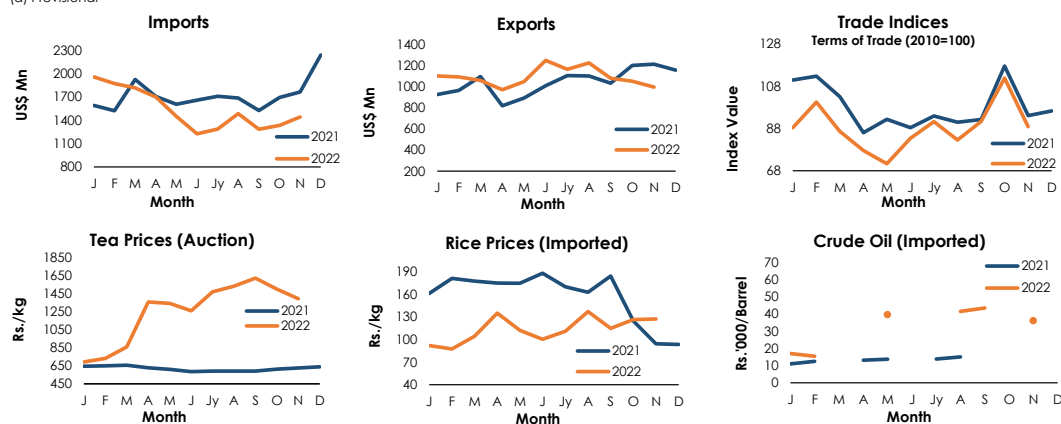 (a) Provisional
Imports
US$ Mn
2300
2000
1700
1400
1100
800
2021
2022
J F M A M J Jy A S O N D
Month
Exports
US$ Mn
1400
1200
1000
800
600
400
200
2021
2022
J F M A M J Jy A S O N D
Month
Trade Indices
Terms of Trade (2010=100)
Index Value
128
108
88
68
2021
2022
J F M A M J Jy A S O N D
Month
Tea Prices (Auction)
Rs./kg
1850
1650
1450
1250
1050
850
650
450
2021
2022
J F M A M J Jy A S O N D
Month
Rice Prices (Imported)
Rs./kg
190
160
130
100
70
40
2021
2022
J F M A M J Jy A S O N D
Month
Crude Oil (Imported)
Rs.'000/Barrel
70
60
50
40
30
20
10
0
2021
2022
J F M A M J Jy A S O N D
Month